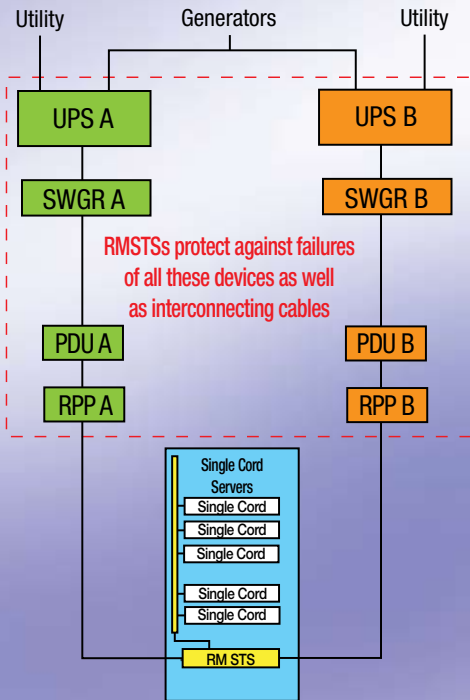 Utility
Generators
Utility
UPS A
UPS B
SWGR A
SWGR B
RMSTSs protect against failures
of all these devices as well
as interconnecting cables
PDU A
PDU B
RPP A
RPP B
Single Cord
Servers
Single Cord
Single Cord
Single Cord
Single Cord
Single Cord
RM STS